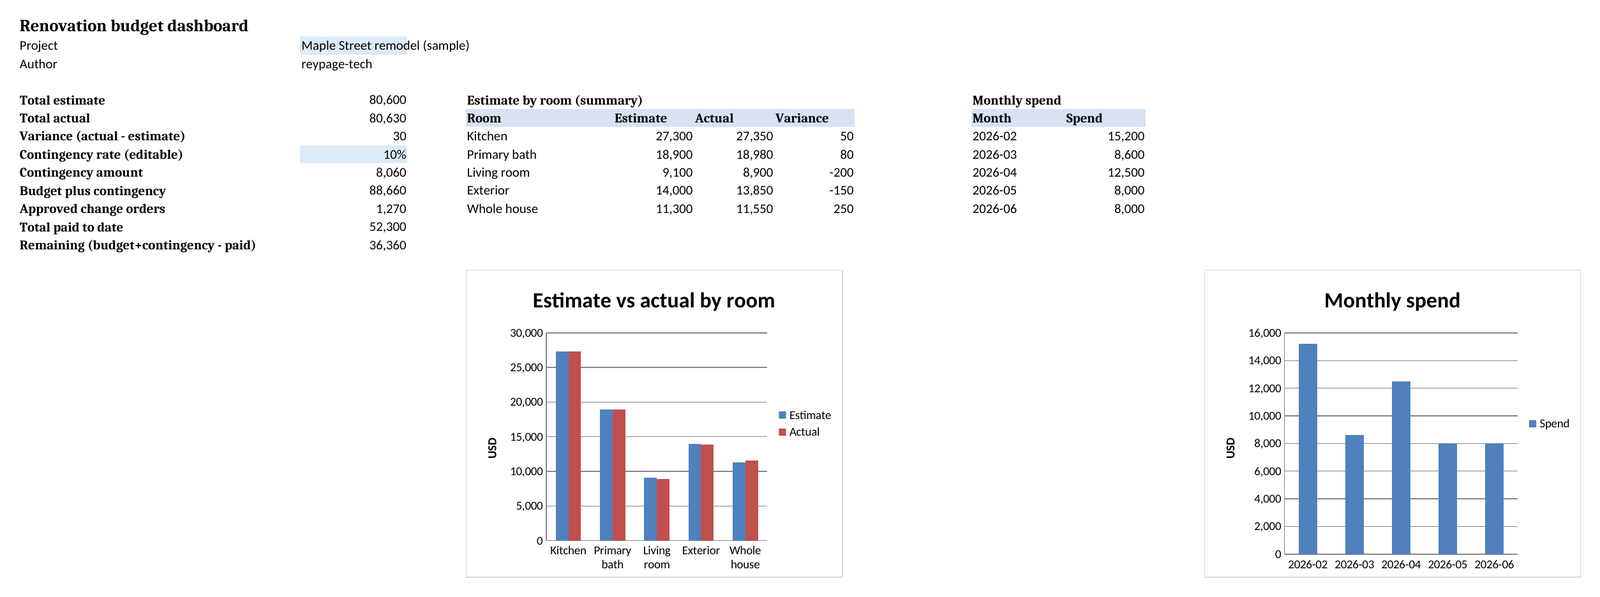 Renovation budget dashboard
Project Maple Street remodel (sample)
Author reypage-tech
Total estimate 80,600
Total actual 80,630
Variance (actual - estimate) 30
Contingency rate (editable) 10%
Contingency amount 8,060
Budget plus contingency 88,660
Approved change orders 1,270
Total paid to date 52,300
Remaining (budget+contingency - paid) 36,360
Estimate by room (summary)
Room Estimate Actual Variance
Kitchen 27,300 27,350 50
Primary bath 18,900 18,980 80
Living room 9,100 8,900 -200
Exterior 14,000 13,850 -150
Whole house 11,300 11,550 250
Monthly spend
Month Spend
2026-02 15,200
2026-03 8,600
2026-04 12,500
2026-05 8,000
2026-06 8,000
Estimate vs actual by room
30,000
25,000
20,000
15,000
10,000
5,000
0
USD
Kitchen Primary Living Exterior Whole
bath room house
Estimate
Actual
Monthly spend
16,000
14,000
12,000
10,000
8,000
6,000
4,000
2,000
0
USD
2026-02 2026-03 2026-04 2026-05 2026-06
Spend